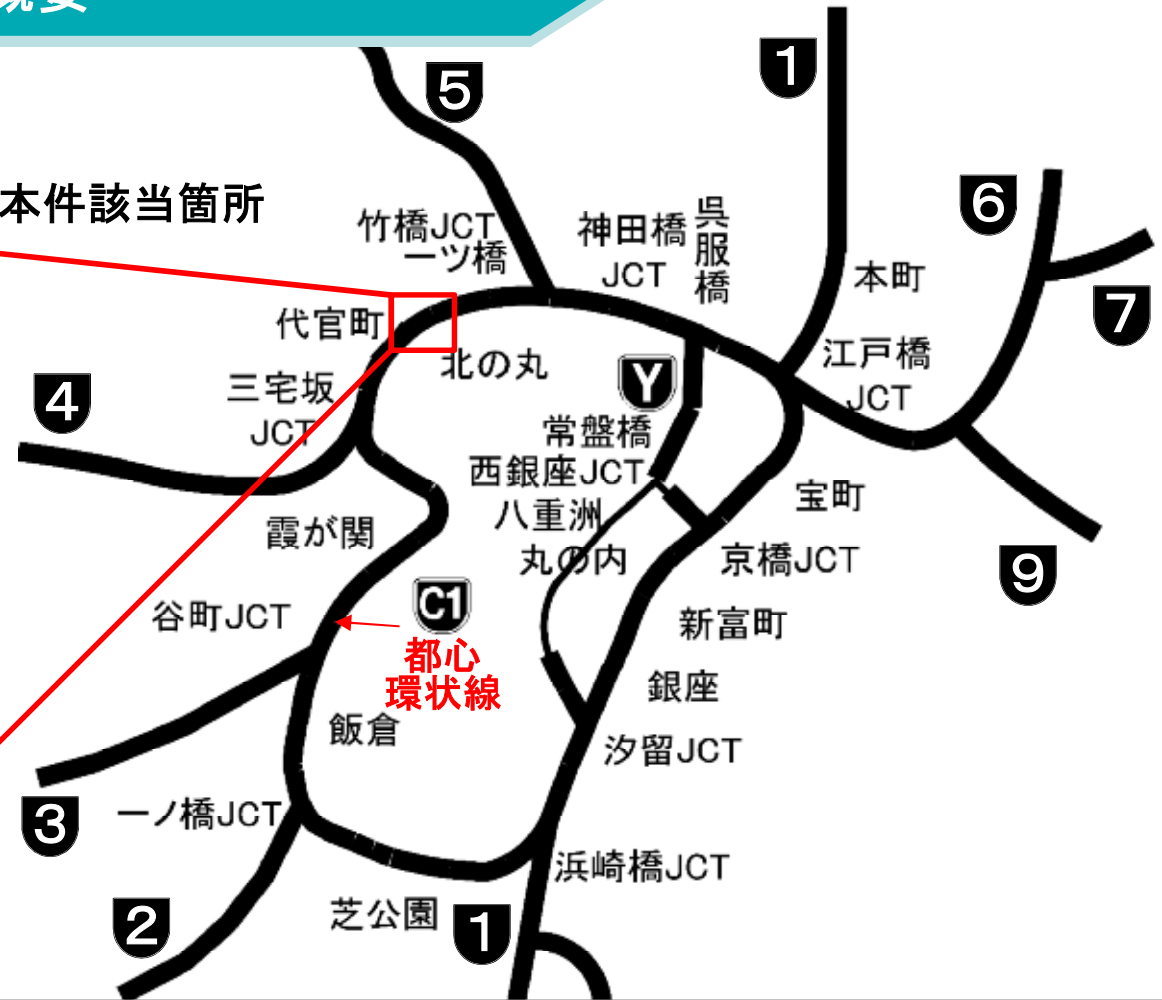 概要
5
1
6
本件該当箇所
竹橋JCT
一ツ橋
神田橋
JCT
呉服橋
本町
7
代官町
江戸橋
JCT
北の丸
Y
4
三宅坂
JCT
常盤橋
西銀座JCT
八重洲
丸の内
宝町
霞が関
京橋JCT
9
谷町JCT
C1
新富町
都心
環状線
銀座
飯倉
汐留JCT
3
一ノ橋JCT
浜崎橋JCT
芝公園
2
1